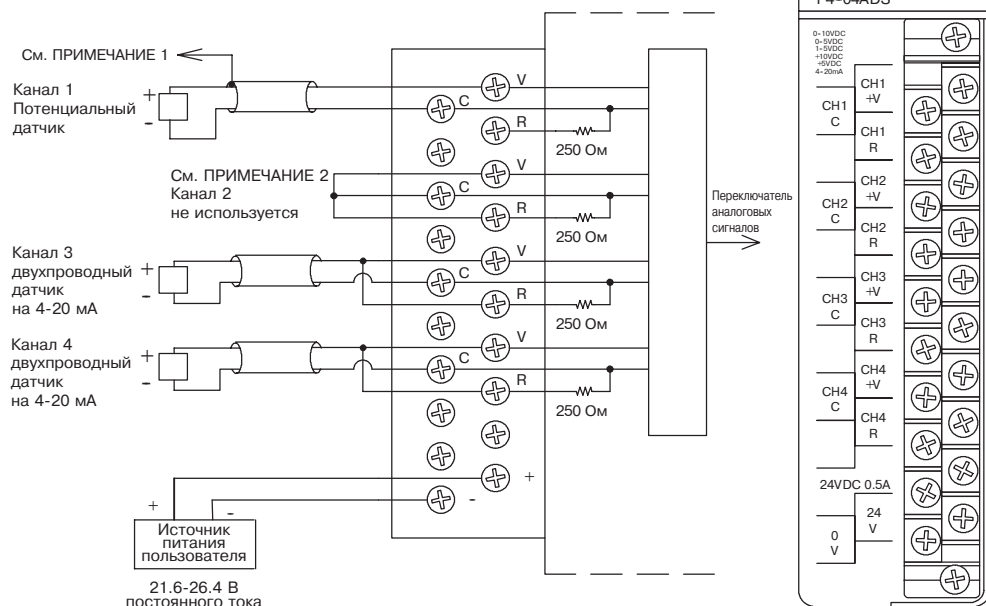 См. ПРИМЕЧАНИЕ 1
Канал 1
Потенциальный
датчик
+
-
V
C
R
250 Ом
См. ПРИМЕЧАНИЕ 2
Канал 2
не используется
V
C
R
250 Ом
Канал 3
двухпроводный
датчик
на 4-20 мА
+
-
V
C
R
250 Ом
Канал 4
двухпроводный
датчик
на 4-20 мА
+
-
V
C
R
250 Ом
+
-
+
-
Источник
питания
пользователя
21.6-26.4 В
постоянного тока
Переключатель
аналоговых
сигналов
F4-04ADS
0-10VDC
0-5VDC
1-5VDC
+10VDC
+5VDC
4-20mA
CH1
+V
CH1
C
CH1
R
CH2
+V
CH2
C
CH2
R
CH3
+V
CH3
C
CH3
R
CH4
+V
CH4
C
CH4
R
24VDC 0.5A
24
V
0
V